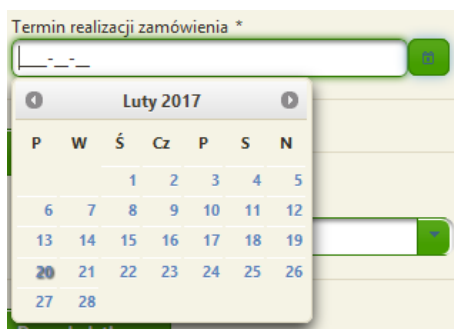 Termin realizacji zamówienia *
____-__-__
Luty 2017
P W Ś Cz P S N
1 2 3 4 5
6 7 8 9 10 11 12
13 14 15 16 17 18 19
20 21 22 23 24 25 26
27 28